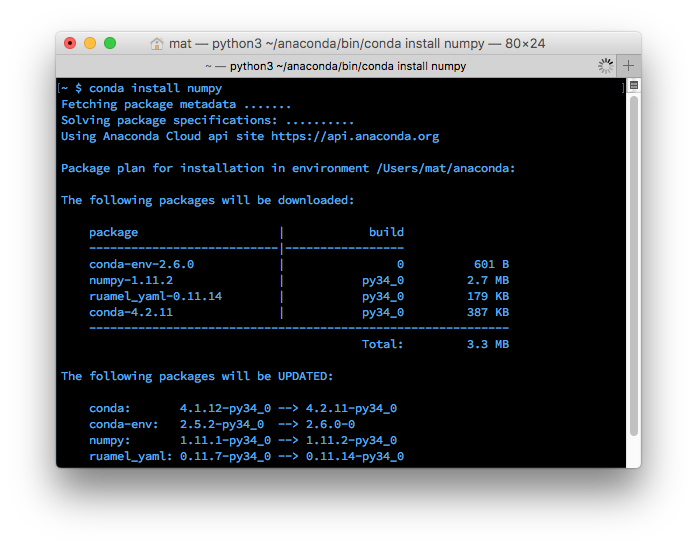 mat — python3 ~/anaconda/bin/conda install numpy — 80×24
~ — python3 ~/anaconda/bin/conda install numpy
[~ $ conda install numpy ]
Fetching package metadata .......
Solving package specifications: ..........
Using Anaconda Cloud api site https://api.anaconda.org
Package plan for installation in environment /Users/mat/anaconda:
The following packages will be downloaded:
package | build
---------------------------|-----------------
conda-env-2.6.0 | 0 601 B
numpy-1.11.2 | py34_0 2.7 MB
ruamel_yaml-0.11.14 | py34_0 179 KB
conda-4.2.11 | py34_0 387 KB
------------------------------------------------------------
Total: 3.3 MB
The following packages will be UPDATED:
conda: 4.1.12-py34_0 --> 4.2.11-py34_0
conda-env: 2.5.2-py34_0 --> 2.6.0-0
numpy: 1.11.1-py34_0 --> 1.11.2-py34_0
ruamel_yaml: 0.11.7-py34_0 --> 0.11.14-py34_0